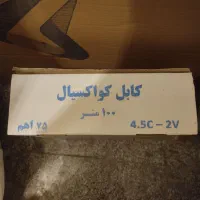 کابل کواکسیال
۱۰۰ متر
۷۵ اهم 4.5C - 2V